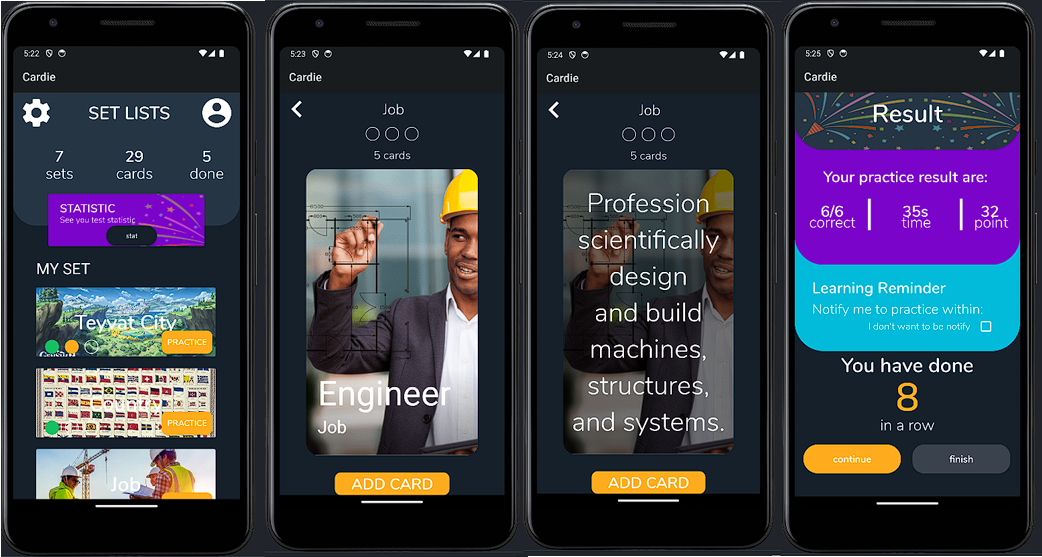 5:22
Cardie
SET LISTS
7 29 5
sets cards done
STATISTIC
See you test statistic
stat
MY SET
Teyvat City
PRACTICE
PRACTICE
Job
5:23
Cardie
Job
5 cards
Engineer
Job
ADD CARD
5:24
Cardie
Job
5 cards
Profession
scientifically
design
and build
machines,
structures,
and systems.
ADD CARD
5:25
Cardie
Result
Your practice result are:
6/6 35s 32
correct time point
Learning Reminder
Notify me to practice within:
I don't want to be notify
You have done
8
in a row
continue finish